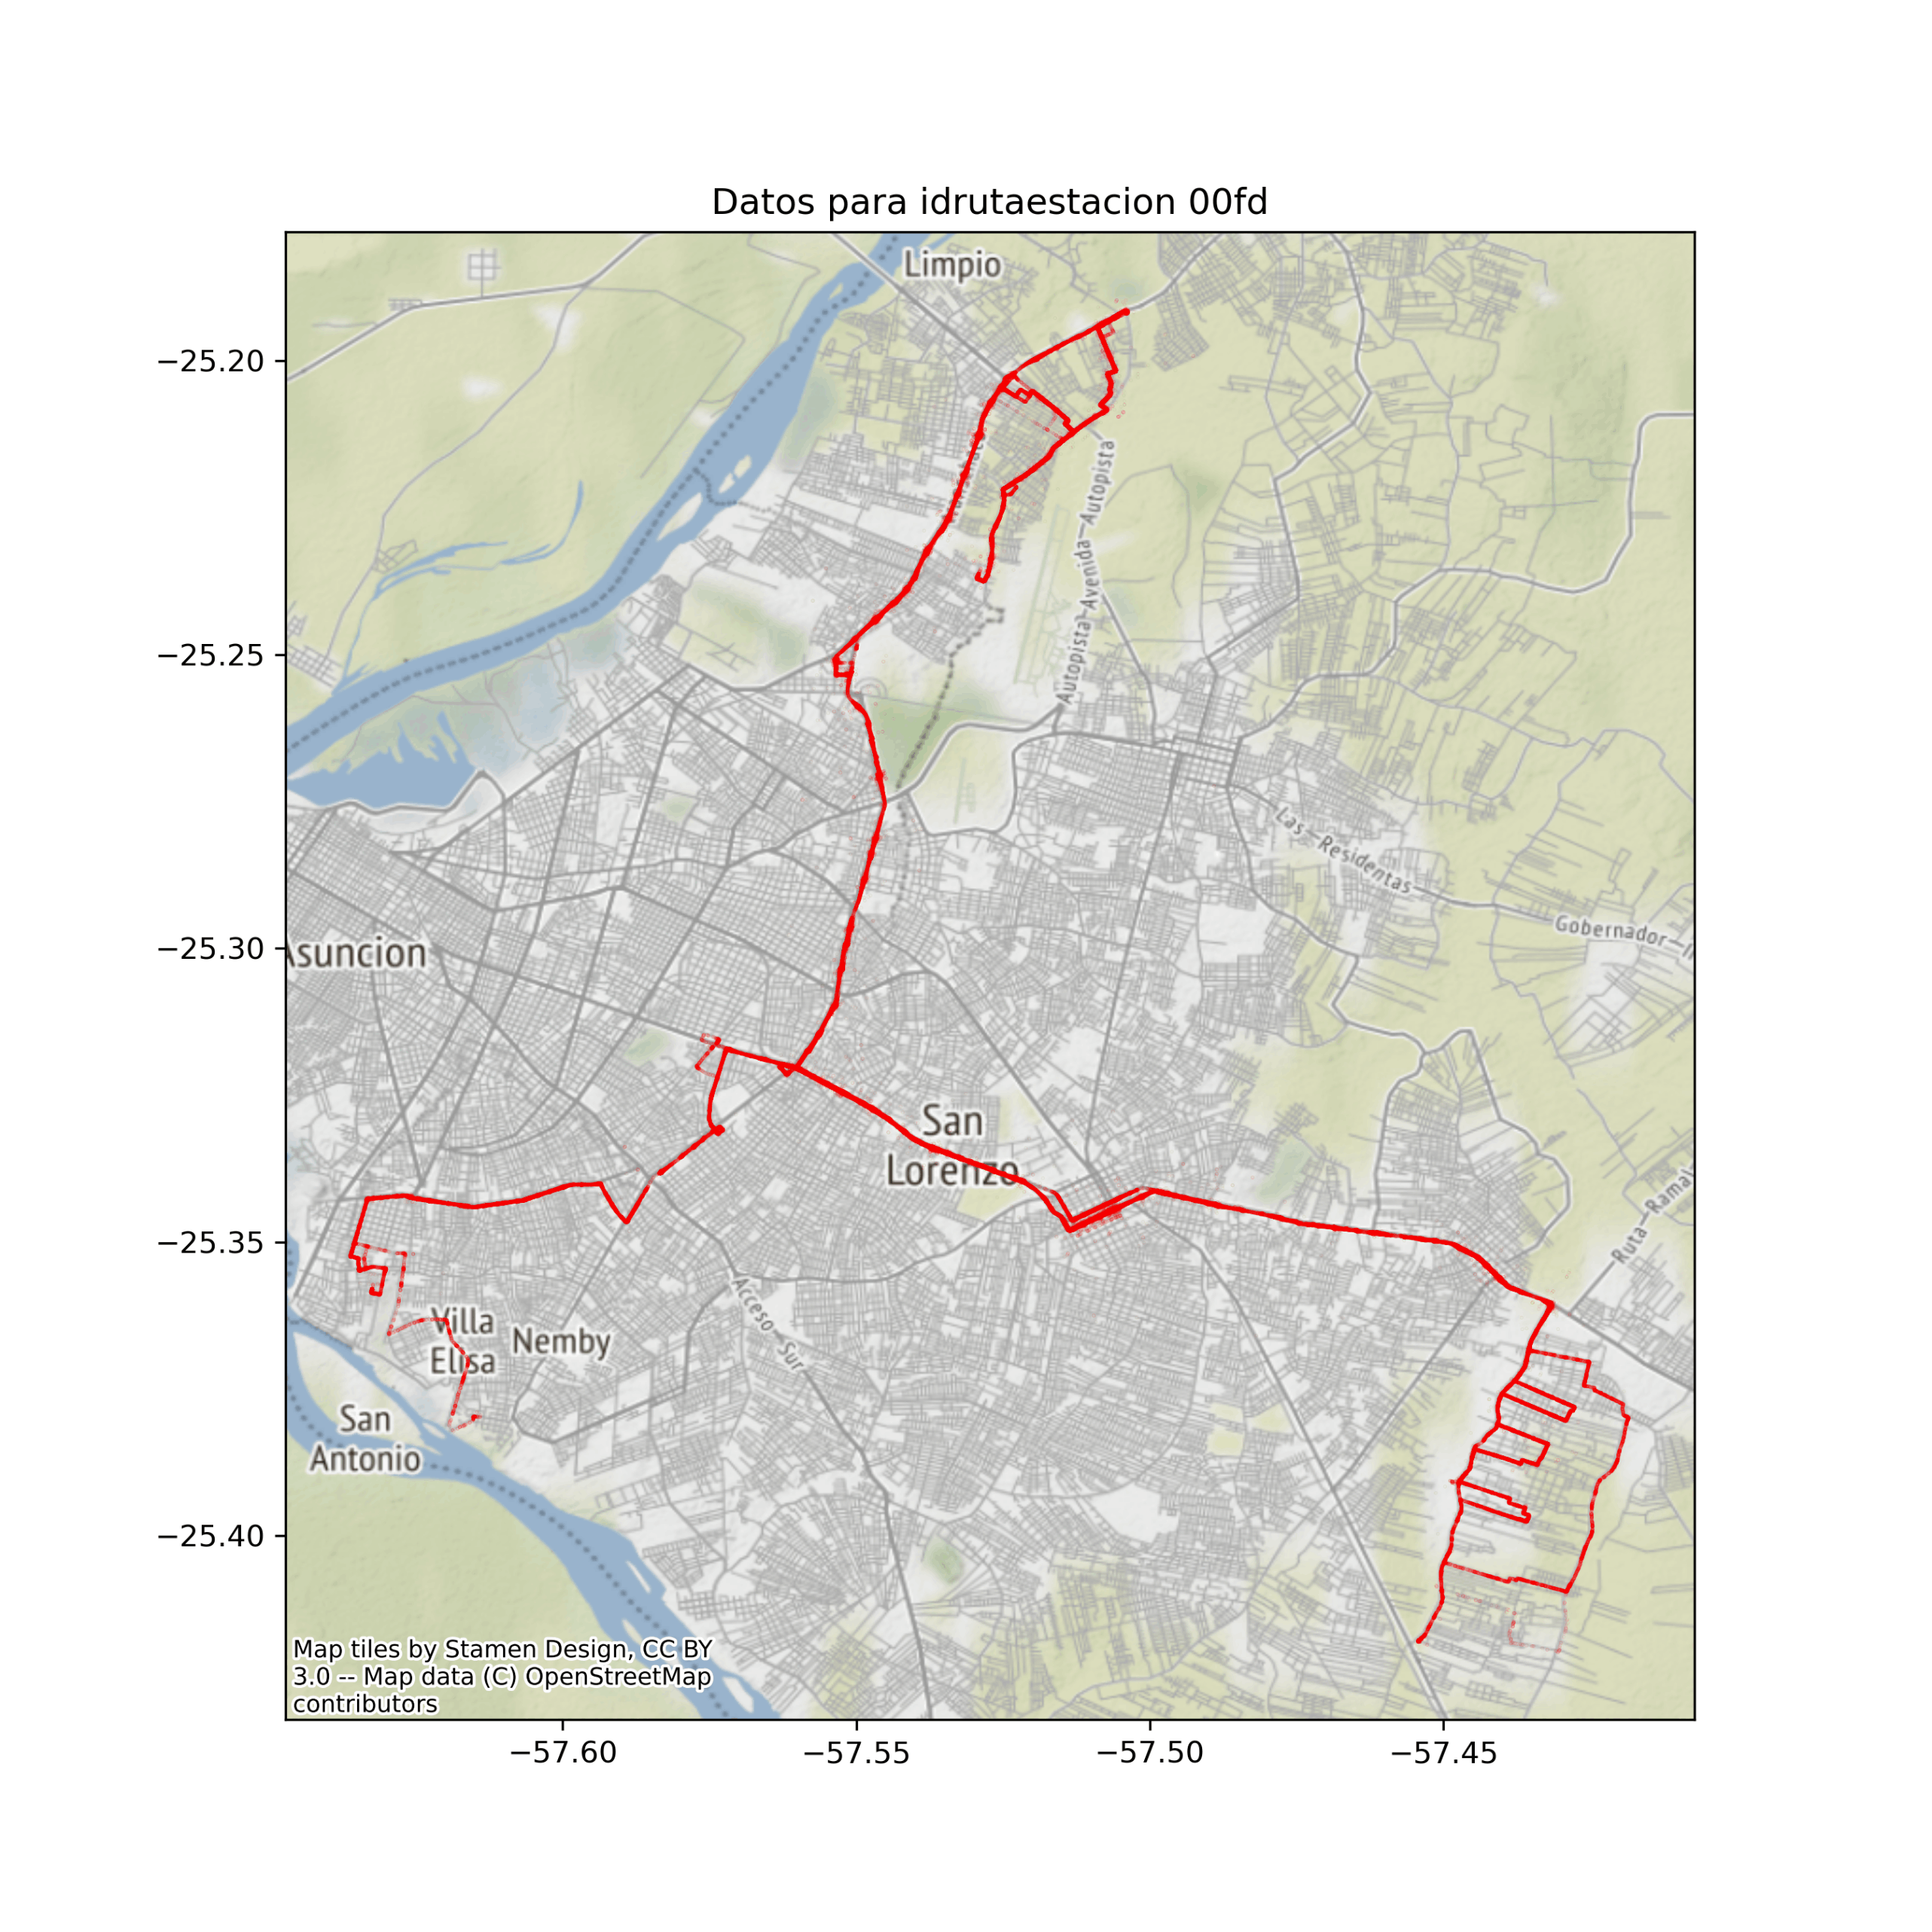 Datos para idrutaestacion 00fd
Limpio
−25.20
Autopista Avenida Autopista
−25.25
Las Residentas
Gobernador
−25.30
Asuncion
San
Lorenzo
Ruta Ramal
−25.35
Acceso Sur
Villa
Elisa
Nemby
San
Antonio
−25.40
Map tiles by Stamen Design, CC BY
3.0 -- Map data (C) OpenStreetMap
contributors
−57.60
−57.55
−57.50
−57.45